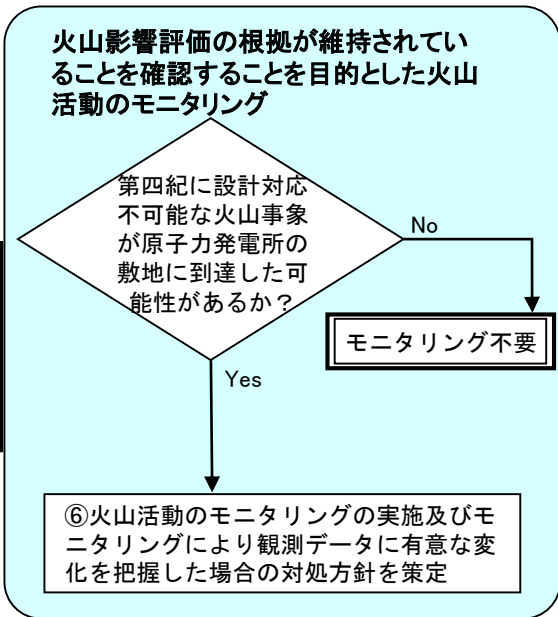 火山影響評価の根拠が維持されてい
ることを確認することを目的とした火山
活動のモニタリング
第四紀に設計対応
不可能な火山事象
が原子力発電所の
敷地に到達した可
能性があるか？
No
モニタリング不要
Yes
⑥火山活動のモニタリングの実施及びモ
ニタリングにより観測データに有意な変
化を把握した場合の対処方針を策定